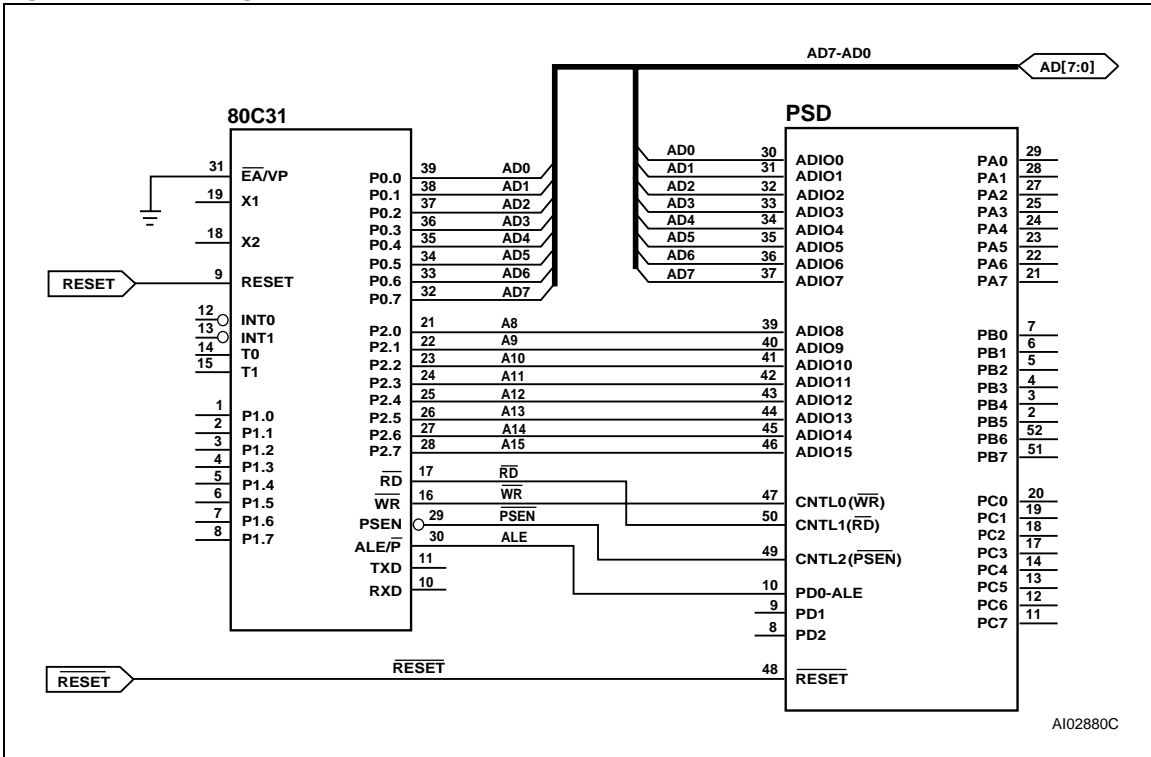 AD7-AD0
AD[7:0]
80C31
PSD
31 EA/VP
19 X1
18 X2
RESET 9 RESET
12 INT0
13 INT1
14 T0
15 T1
1 P1.0
2 P1.1
3 P1.2
4 P1.3
5 P1.4
6 P1.5
7 P1.6
8 P1.7
P0.0 39 AD0
P0.1 38 AD1
P0.2 37 AD2
P0.3 36 AD3
P0.4 35 AD4
P0.5 34 AD5
P0.6 33 AD6
P0.7 32 AD7
P2.0 21 A8
P2.1 22 A9
P2.2 23 A10
P2.3 24 A11
P2.4 25 A12
P2.5 26 A13
P2.6 27 A14
P2.7 28 A15
RD 17 RD
WR 16 WR
PSEN 29 PSEN
ALE/P 30 ALE
TXD 11
RXD 10
AD0 30 ADIO0
AD1 31 ADIO1
AD2 32 ADIO2
AD3 33 ADIO3
AD4 34 ADIO4
AD5 35 ADIO5
AD6 36 ADIO6
AD7 37 ADIO7
39 ADIO8
40 ADIO9
41 ADIO10
42 ADIO11
43 ADIO12
44 ADIO13
45 ADIO14
46 ADIO15
47 CNTL0(WR)
50 CNTL1(RD)
49 CNTL2(PSEN)
10 PD0-ALE
9 PD1
8 PD2
RESET RESET 48 RESET
PA0 29
PA1 28
PA2 27
PA3 25
PA4 24
PA5 23
PA6 22
PA7 21
PB0 7
PB1 6
PB2 5
PB3 4
PB4 3
PB5 2
PB6 52
PB7 51
PC0 20
PC1 19
PC2 18
PC3 17
PC4 14
PC5 13
PC6 12
PC7 11
AI02880C